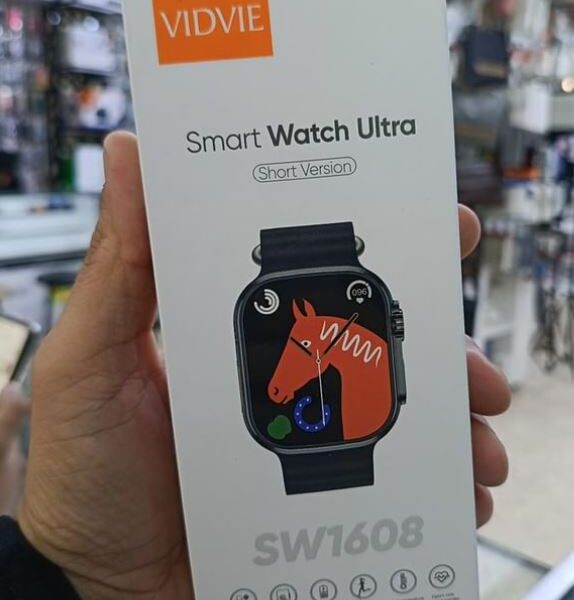 VIDVIE
Smart Watch Ultra
Short Version
096
SW1608